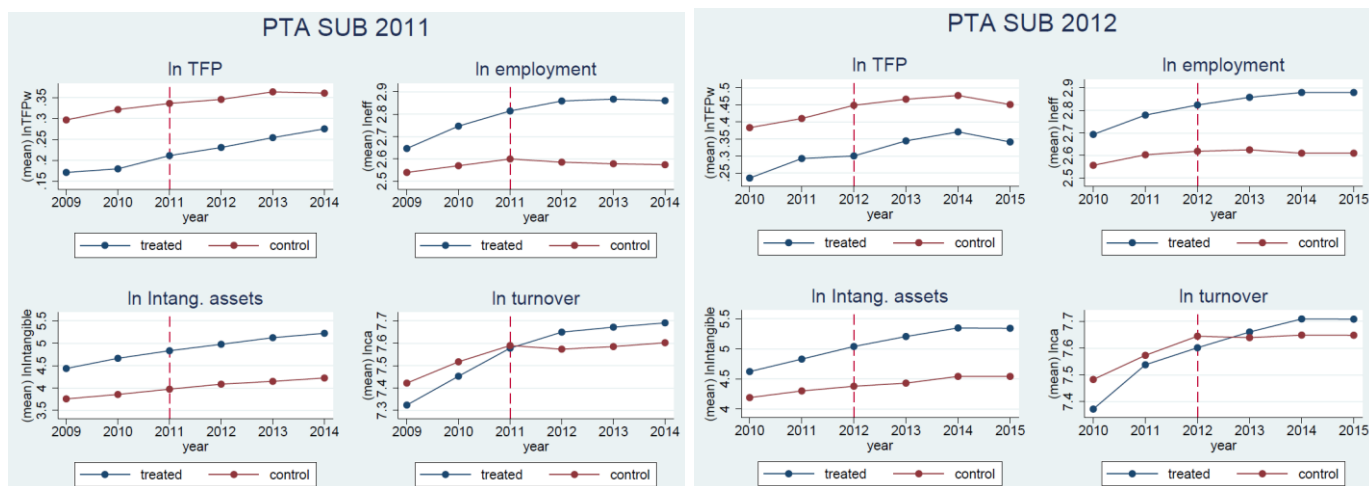 PTA SUB 2011
ln TFP
(mean) lnTFPw
.15 .2 .25 .3 .35
2009 2010 2011 2012 2013 2014
year
treated control
ln employment
(mean) lneff
2.5 2.6 2.7 2.8 2.9
2009 2010 2011 2012 2013 2014
year
treated control
ln Intang. assets
(mean) lnIntangible
3.5 4 4.5 5 5.5
2009 2010 2011 2012 2013 2014
treated control
ln turnover
(mean) lnca
7.3 7.4 7.5 7.6 7.7
2009 2010 2011 2012 2013 2014
treated control
PTA SUB 2012
ln TFP
(mean) lnTFPw
.25 .3 .35 .4 .45 .5
2010 2011 2012 2013 2014 2015
year
treated control
ln employment
(mean) lneff
2.5 2.6 2.7 2.8 2.9
2010 2011 2012 2013 2014 2015
year
treated control
ln Intang. assets
(mean) lnIntangible
4 4.5 5 5.5
2010 2011 2012 2013 2014 2015
year
treated control
ln turnover
(mean) lnca
7.4 7.5 7.6 7.7
2010 2011 2012 2013 2014 2015
year
treated control